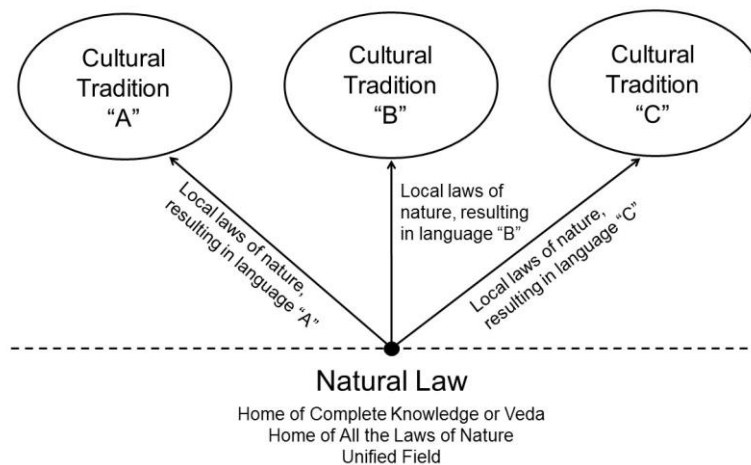 Cultural
Tradition
“A”
Cultural
Tradition
“B”
Cultural
Tradition
“C”
Local laws of nature,
resulting in language “A”
Local laws of
nature, resulting
in language “B”
Local laws of nature,
resulting in language “C”
Natural Law
Home of Complete Knowledge or Veda
Home of All the Laws of Nature
Unified Field